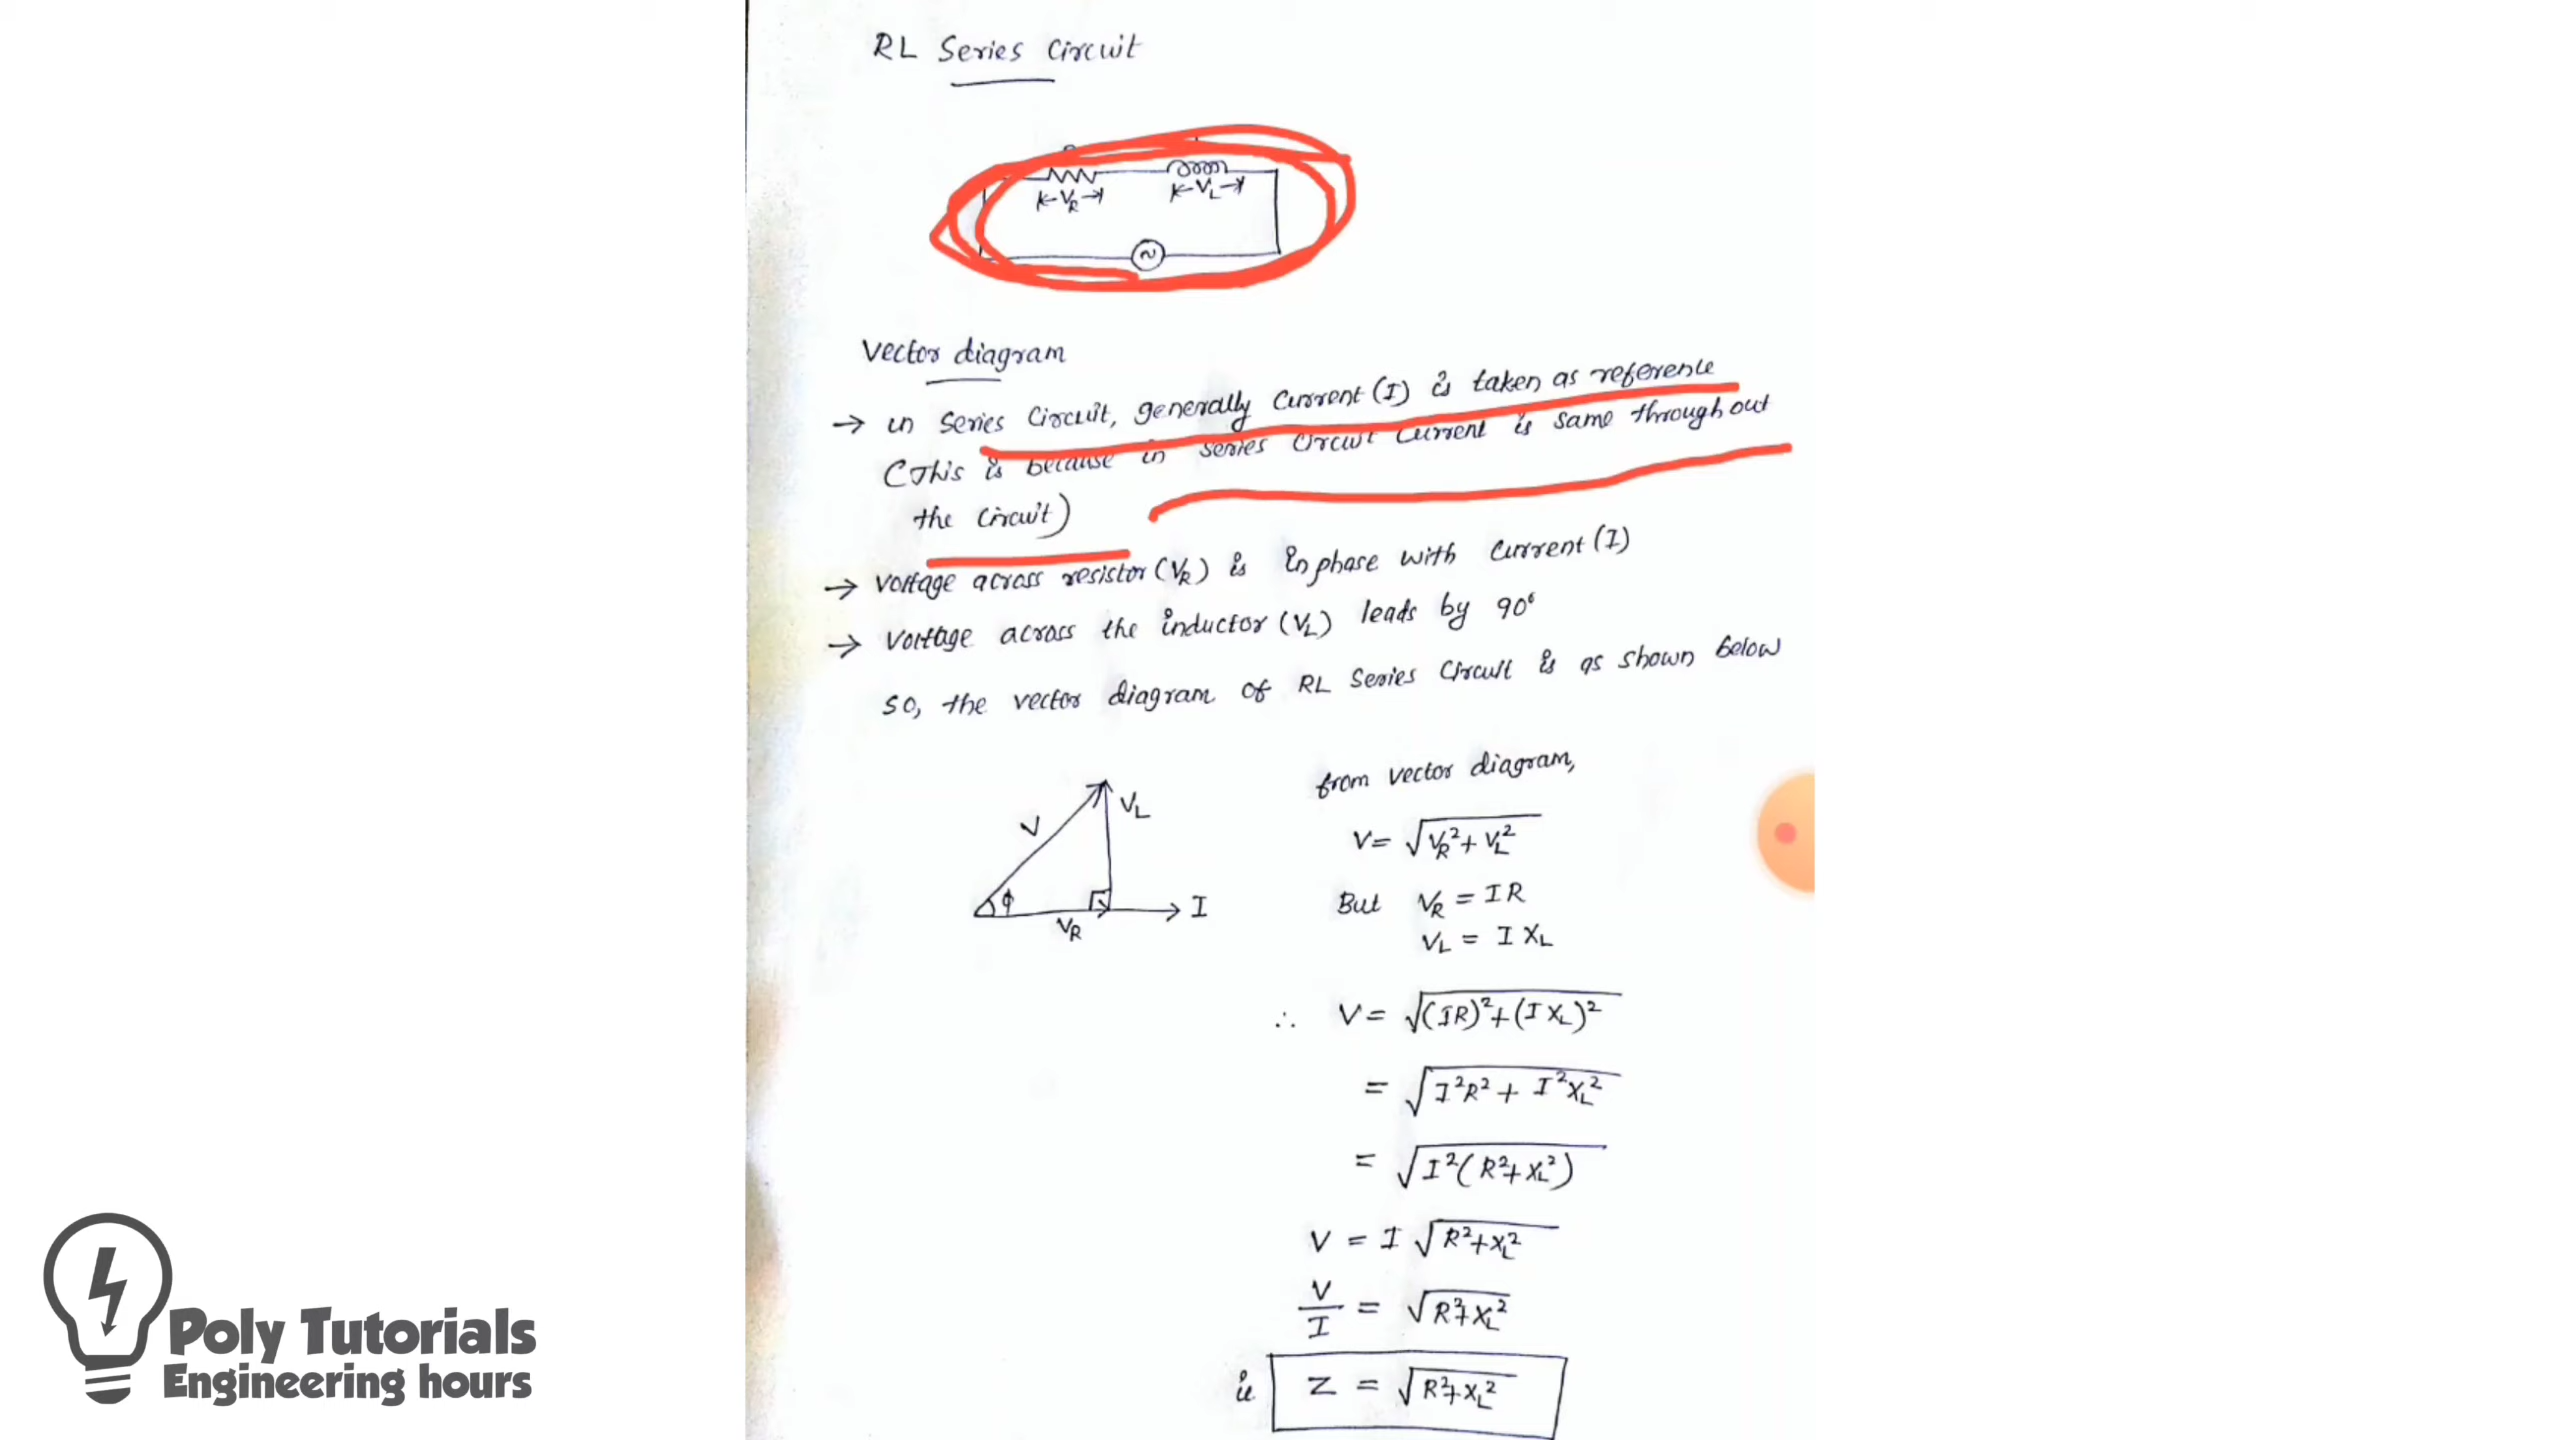 RL Series Circuit
VR
VL
~
Vector diagram
→ in Series Circuit, generally Current (I) is taken as reference
(This is because in series Circuit Current is same throughout
the Circuit)
→ Voltage across resistor (VR) is in phase with Current (I)
→ Voltage across the inductor (VL) leads by 90°
So, the vector diagram of RL Series Circuit is as shown below
V
VL
ϕ
VR
I
from vector diagram,
V = √(VR² + VL²)
But VR = IR
VL = I XL
∴ V = √((IR)² + (I XL)²)
= √(I²R² + I²XL²)
= √(I²(R² + XL²))
V = I √(R² + XL²)
V/I = √(R² + XL²)
ie Z = √(R² + XL²)
Poly Tutorials
Engineering hours